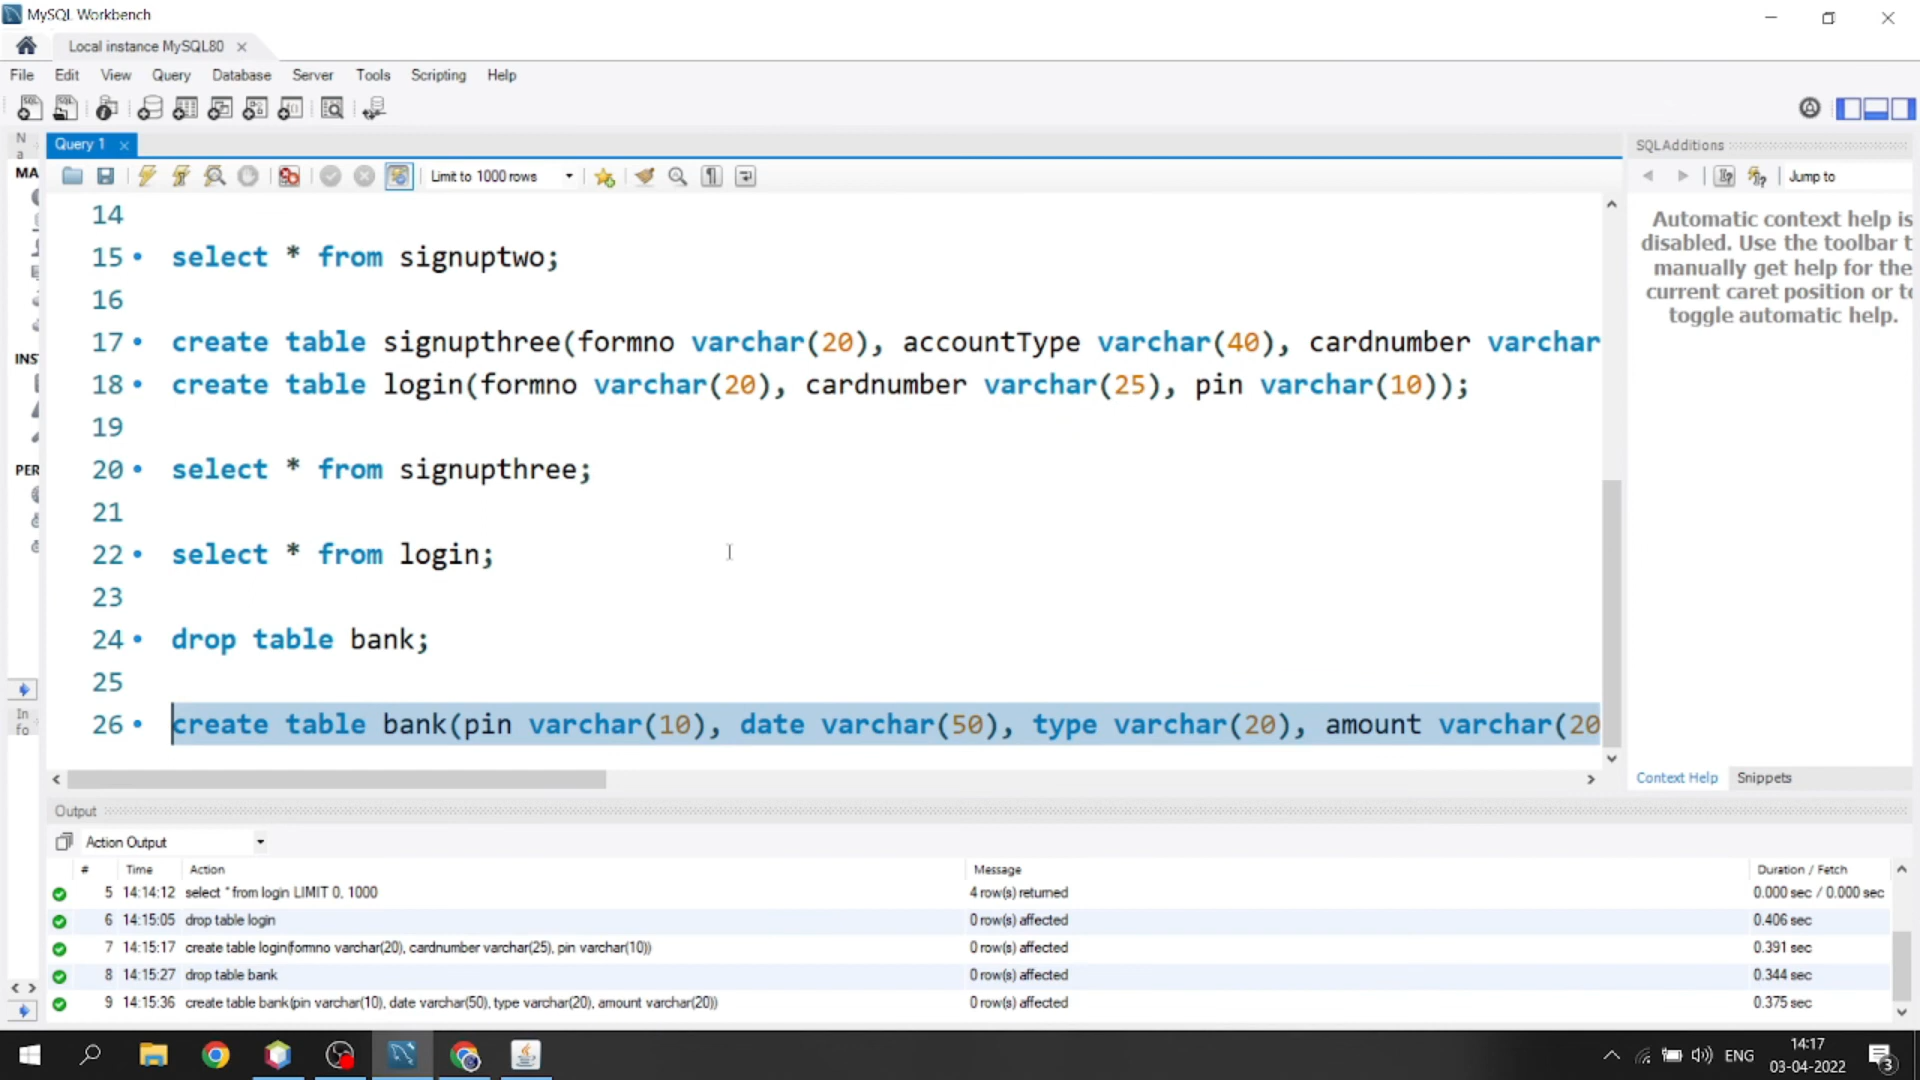 MySQL Workbench
Local instance MySQL80
File Edit View Query Database Server Tools Scripting Help
Query 1
SQLAdditions
Limit to 1000 rows
Jump to
Na
MA
INS
PER
Info
14
15 select * from signuptwo;
16
17 create table signupthree(formno varchar(20), accountType varchar(40), cardnumber varchar
18 create table login(formno varchar(20), cardnumber varchar(25), pin varchar(10));
19
20 select * from signupthree;
21
22 select * from login;
23
24 drop table bank;
25
26 create table bank(pin varchar(10), date varchar(50), type varchar(20), amount varchar(20
Automatic context help is
disabled. Use the toolbar t
manually get help for the
current caret position or to
toggle automatic help.
Context Help Snippets
Output
Action Output
# Time Action Message Duration / Fetch
5 14:14:12 select * from login LIMIT 0, 1000 4 row(s) returned 0.000 sec / 0.000 sec
6 14:15:05 drop table login 0 row(s) affected 0.406 sec
7 14:15:17 create table login(formno varchar(20), cardnumber varchar(25), pin varchar(10)) 0 row(s) affected 0.391 sec
8 14:15:27 drop table bank 0 row(s) affected 0.344 sec
9 14:15:36 create table bank(pin varchar(10), date varchar(50), type varchar(20), amount varchar(20)) 0 row(s) affected 0.375 sec
ENG
14:17
03-04-2022
3